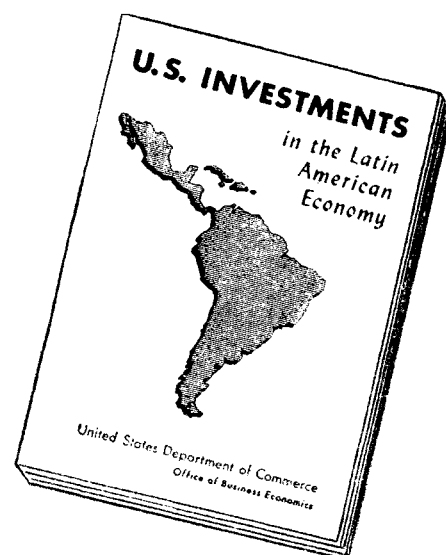 U.S. INVESTMENTS
in the Latin
American
Economy
United States Department of Commerce
Office of Business Economics